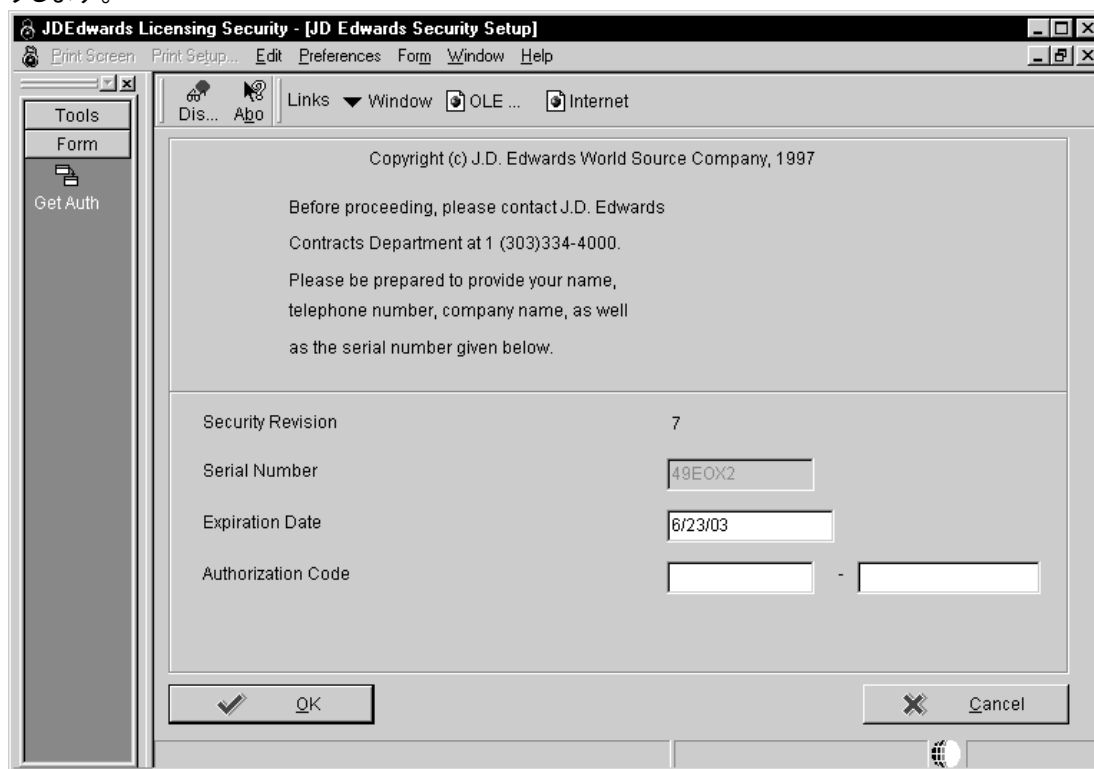 うします。
JDEdwards Licensing Security - [JD Edwards Security Setup]
Print Screen Print Setup... Edit Preferences Form Window Help
Tools
Form
Get Auth
Dis... Abo Links Window OLE ... Internet
Copyright (c) J.D. Edwards World Source Company, 1997
Before proceeding, please contact J.D. Edwards
Contracts Department at 1 (303)334-4000.
Please be prepared to provide your name,
telephone number, company name, as well
as the serial number given below.
Security Revision 7
Serial Number 49EOX2
Expiration Date 6/23/03
Authorization Code -
OK Cancel